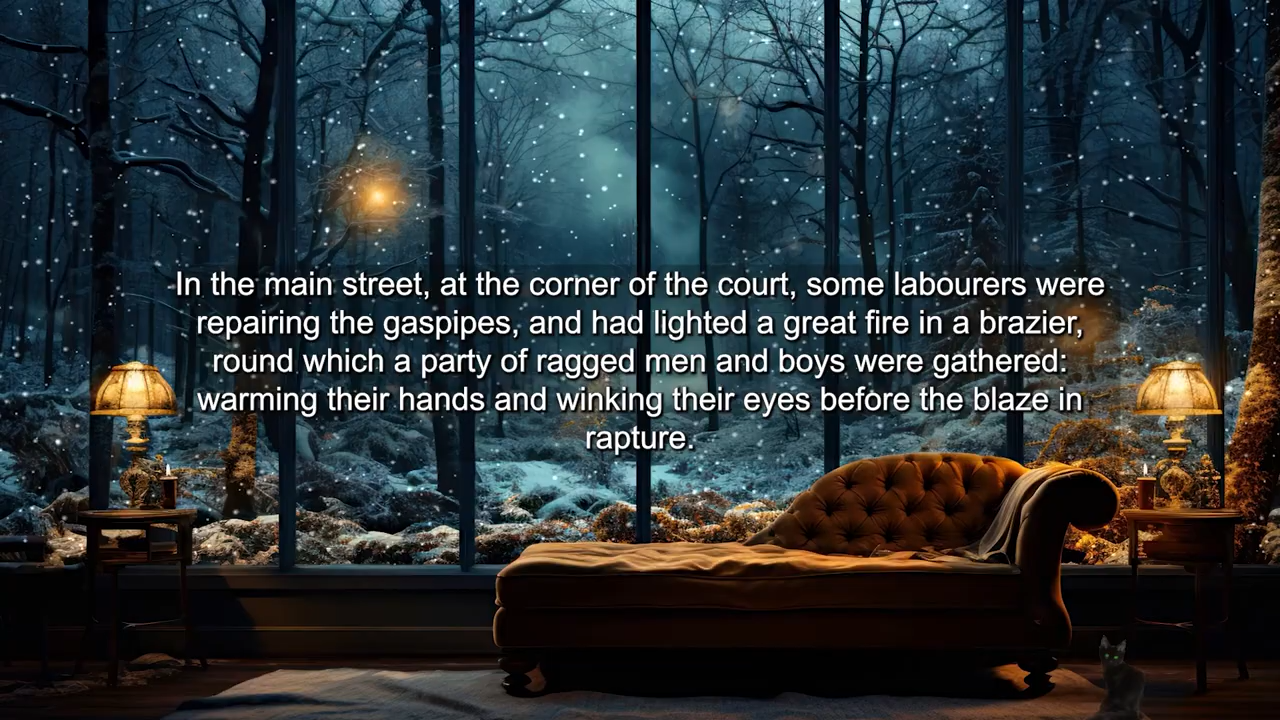 In the main street, at the corner of the court, some labourers were
repairing the gaspipes, and had lighted a great fire in a brazier,
round which a party of ragged men and boys were gathered:
warming their hands and winking their eyes before the blaze in
rapture.